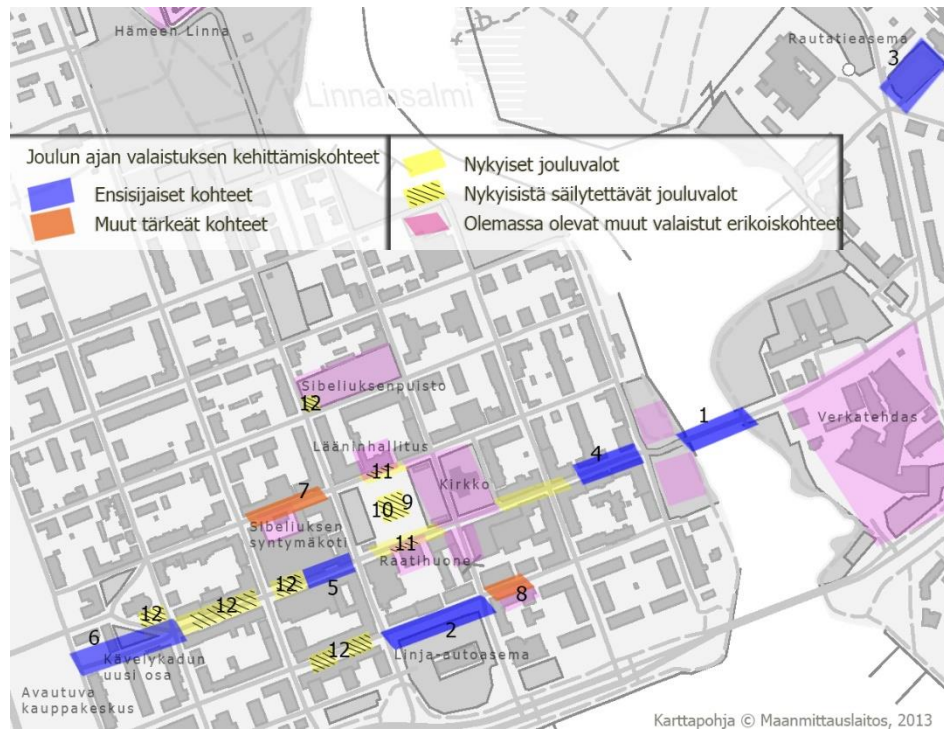 Hämeen Linna
Rautatieasema
3
Linnansalmi
Joulun ajan valaistuksen kehittämiskohteet
Ensisijaiset kohteet
Muut tärkeät kohteet
Nykyiset jouluvalot
Nykyisistä säilytettävät jouluvalot
Olemassa olevat muut valaistut erikoiskohteet
Sibeliuksenpuisto
12
1
Verkatehdas
Lääninhallitus
11
4
Kirkko
7
10
9
Sibeliuksen
syntymäkoti
11
Raatihuone
12
5
8
12
12
6
2
12
Linja-autoasema
Kävelykadun
uusi osa
Avautuva
kauppakeskus
Karttapohja © Maanmittauslaitos, 2013